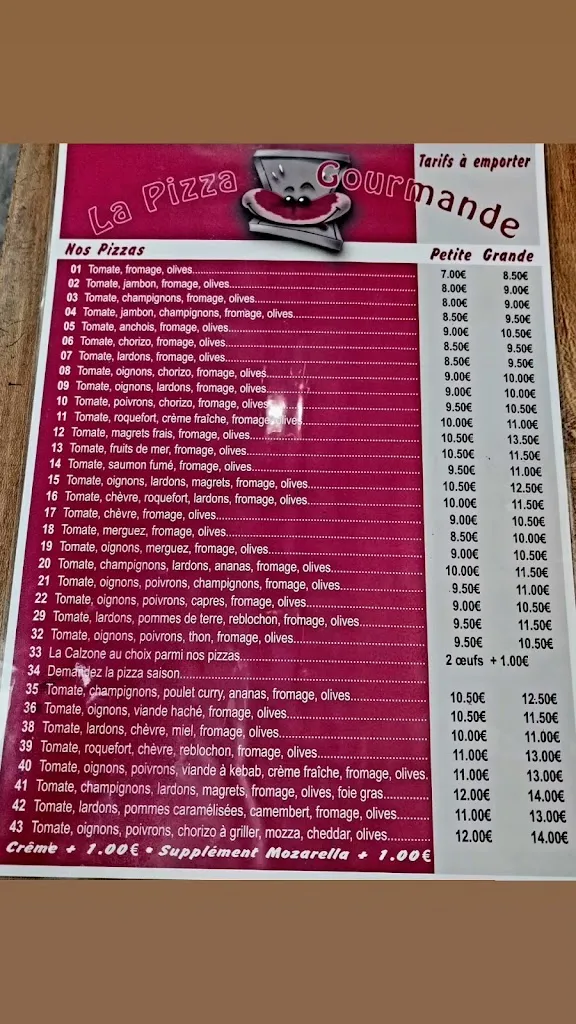 La Pizza Gourmande
Tarifs à emporter
Nos Pizzas Petite Grande
01 Tomate, fromage, olives 7.00€ 8.50€
02 Tomate, jambon, fromage, olives 8.00€ 9.00€
03 Tomate, champignons, fromage, olives 8.00€ 9.00€
04 Tomate, jambon, champignons, fromage, olives 8.50€ 9.50€
05 Tomate, anchois, fromage, olives 9.00€ 10.50€
06 Tomate, chorizo, fromage, olives 8.50€ 9.50€
07 Tomate, lardons, fromage, olives 8.50€ 9.50€
08 Tomate, oignons, chorizo, fromage, olives 9.00€ 10.00€
09 Tomate, oignons, lardons, fromage, olives 9.00€ 10.00€
10 Tomate, poivrons, chorizo, fromage, olives 9.50€ 10.50€
11 Tomate, roquefort, crème fraîche, fromage, olives 10.00€ 11.00€
12 Tomate, magrets frais, fromage, olives 10.50€ 13.50€
13 Tomate, fruits de mer, fromage, olives 10.50€ 11.50€
14 Tomate, saumon fumé, fromage, olives 9.50€ 11.00€
15 Tomate, oignons, lardons, magrets, fromage, olives 10.50€ 12.50€
16 Tomate, chèvre, roquefort, lardons, fromage, olives 10.00€ 11.50€
17 Tomate, chèvre, fromage, olives 9.00€ 10.50€
18 Tomate, merguez, fromage, olives 8.50€ 10.00€
19 Tomate, oignons, merguez, fromage, olives 9.00€ 10.50€
20 Tomate, champignons, lardons, ananas, fromage, olives 10.00€ 11.50€
21 Tomate, oignons, poivrons, champignons, fromage, olives 9.50€ 11.00€
22 Tomate, oignons, poivrons, capres, fromage, olives 9.00€ 10.50€
29 Tomate, lardons, pommes de terre, reblochon, fromage, olives 9.50€ 11.50€
32 Tomate, oignons, poivrons, thon, fromage, olives 9.50€ 10.50€
33 La Calzone au choix parmi nos pizzas 2 œufs + 1.00€
34 Demandez la pizza saison
35 Tomate, champignons, poulet curry, ananas, fromage, olives 10.50€ 12.50€
36 Tomate, oignons, viande haché, fromage, olives 10.50€ 11.50€
38 Tomate, lardons, chèvre, miel, fromage, olives 10.00€ 11.00€
39 Tomate, roquefort, chèvre, reblochon, fromage, olives 11.00€ 13.00€
40 Tomate, oignons, poivrons, viande à kebab, crème fraîche, fromage, olives. 11.00€ 13.00€
41 Tomate, champignons, lardons, magrets, fromage, olives, foie gras 12.00€ 14.00€
42 Tomate, lardons, pommes caramélisées, camembert, fromage, olives 11.00€ 13.00€
43 Tomate, oignons, poivrons, chorizo à griller, mozza, cheddar, olives 12.00€ 14.00€
Crème + 1.00€ • Supplément Mozarella + 1.00€